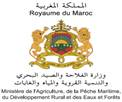 المملكة المغربية
Royaume du Maroc
وزارة الفلاحة والصيد البحري
والتنمية القروية والمياه والغابات
Ministère de l'Agriculture, de la Pêche Maritime,
du Développement Rural et des Eaux et Forêts